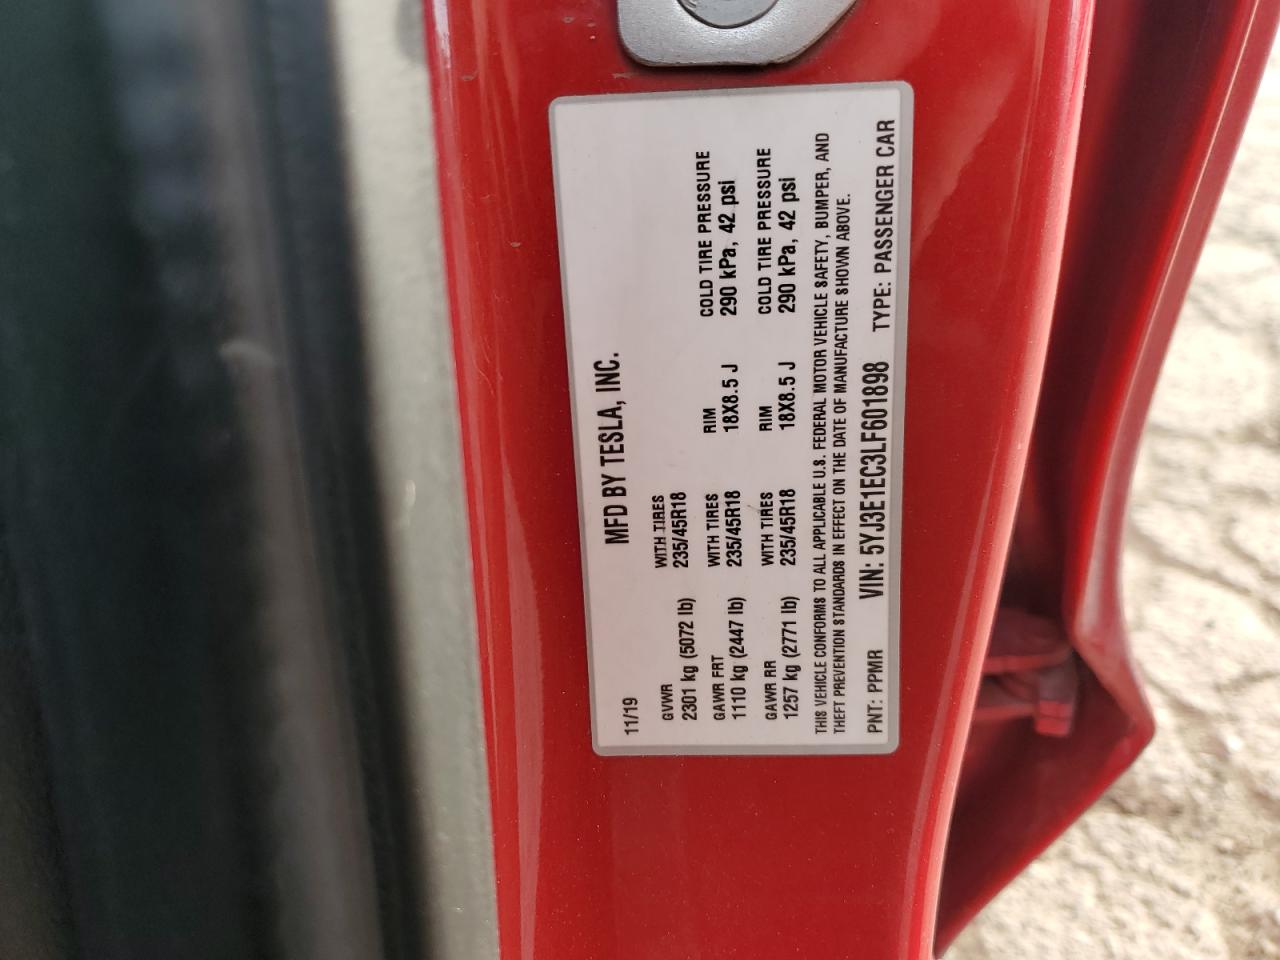 11/19 MFD BY TESLA, INC.
GVWR WITH TIRES
2301 kg (5072 lb) 235/45R18
GAWR FRT WITH TIRES RIM COLD TIRE PRESSURE
1110 kg (2447 lb) 235/45R18 18X8.5 J 290 kPa, 42 psi
GAWR RR WITH TIRES RIM COLD TIRE PRESSURE
1257 kg (2771 lb) 235/45R18 18X8.5 J 290 kPa, 42 psi
THIS VEHICLE CONFORMS TO ALL APPLICABLE U.S. FEDERAL MOTOR VEHICLE SAFETY, BUMPER, AND
THEFT PREVENTION STANDARDS IN EFFECT ON THE DATE OF MANUFACTURE SHOWN ABOVE.
PNT: PPMR VIN: 5YJ3E1EC3LF601898 TYPE: PASSENGER CAR